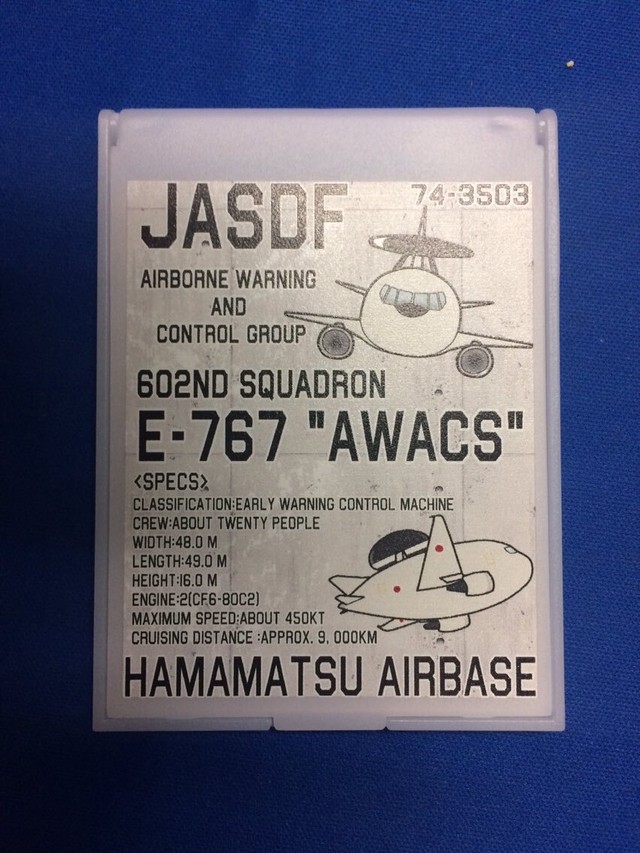 JASDF
74-3503
AIRBORNE WARNING
AND
CONTROL GROUP
602ND SQUADRON
E-767 "AWACS"
<SPECS>
CLASSIFICATION:EARLY WARNING CONTROL MACHINE
CREW:ABOUT TWENTY PEOPLE
WIDTH:48.0 M
LENGTH:49.0 M
HEIGHT:16.0 M
ENGINE:2(CF6-80C2)
MAXIMUM SPEED:ABOUT 450KT
CRUISING DISTANCE :APPROX. 9, 000KM
HAMAMATSU AIRBASE